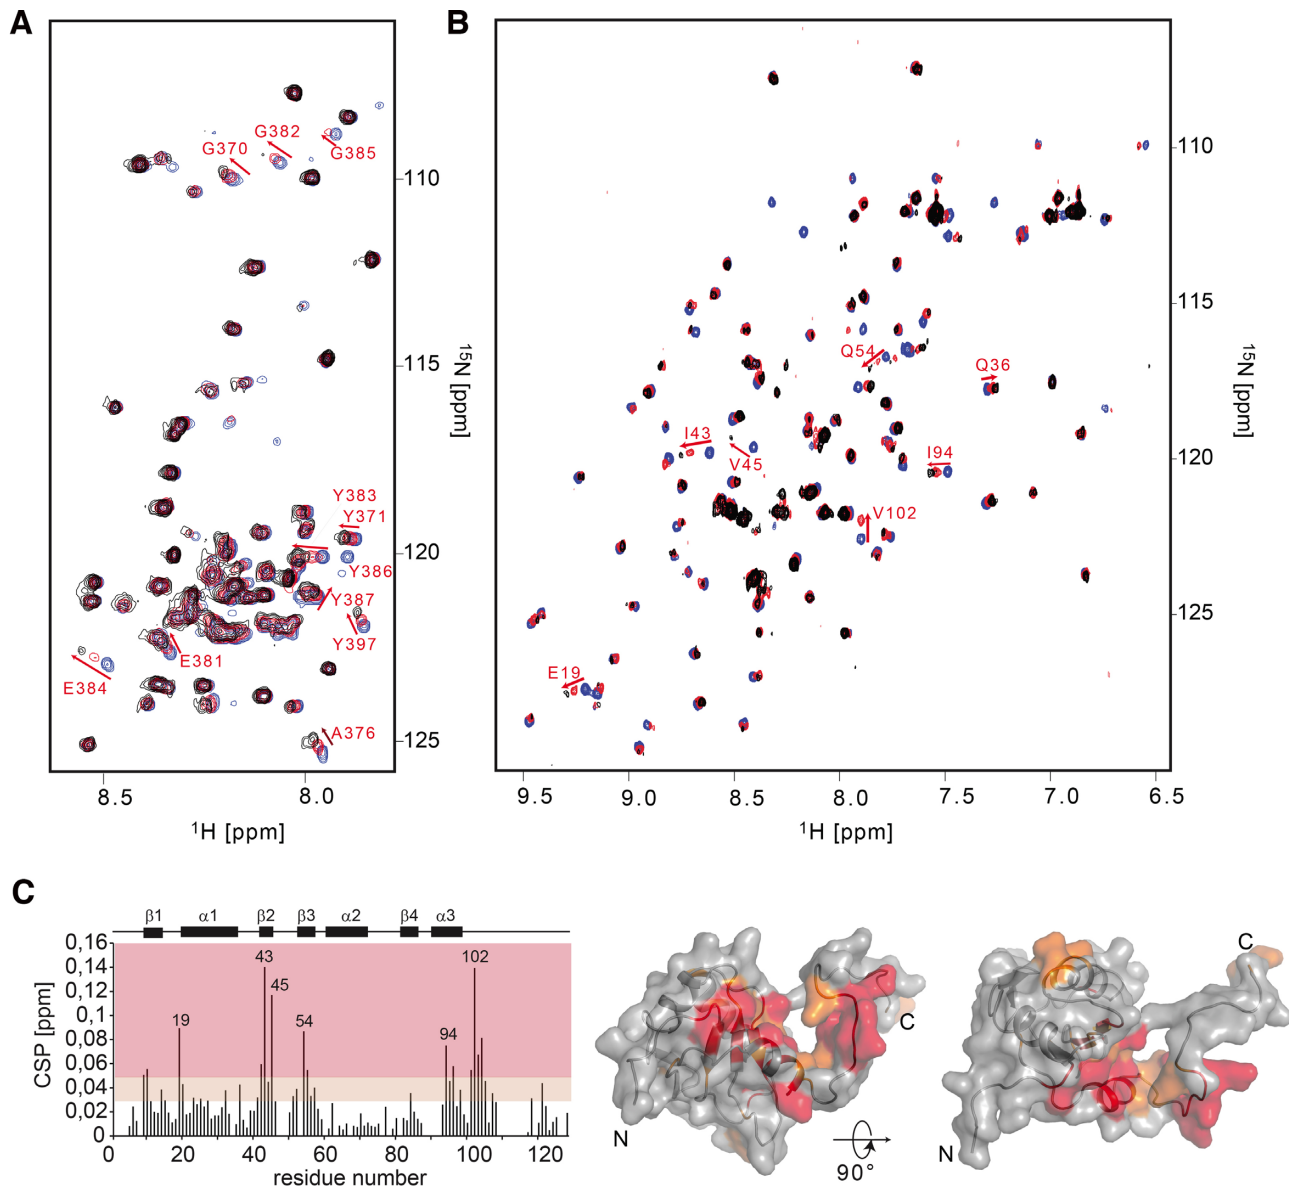 A
B
G382
G370
G385
110
115
120
125
15N [ppm]
Y383
Y371
Y386
Y387
Y397
E381
E384
A376
8.5
8.0
1H [ppm]
Q54
Q36
I43
V45
I94
V102
E19
110
115
120
125
15N [ppm]
9.5
9.0
8.5
8.0
7.5
7.0
6.5
1H [ppm]
C
β1
α1
β2
β3
α2
β4
α3
0,16
0,14
0,12
0,1
0,08
0,06
0,04
0,02
0
CSP [ppm]
43
45
102
19
54
94
0
20
40
60
80
100
120
residue number
N
C
90°
N
C